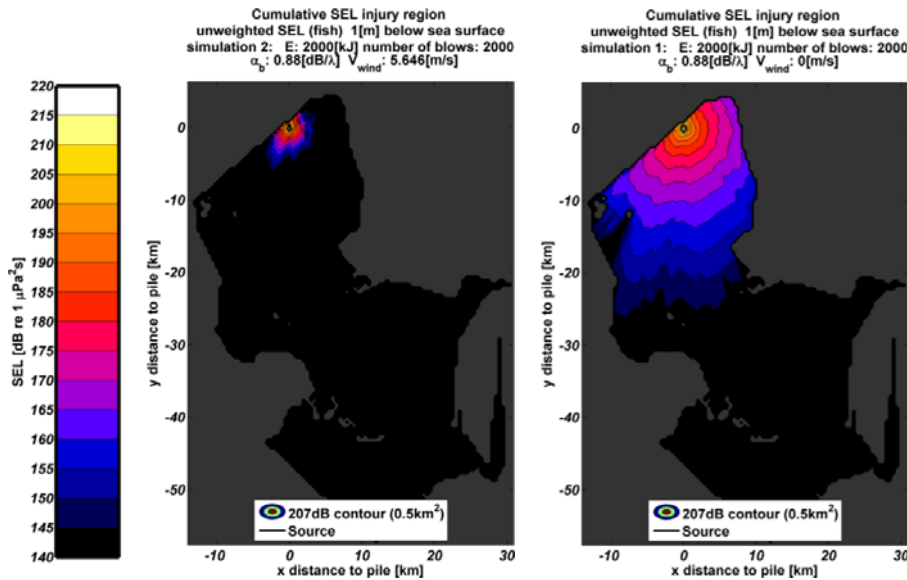 Cumulative SEL injury region
unweighted SEL (fish) 1[m] below sea surface
simulation 2: E: 2000[kJ] number of blows: 2000
αb: 0.88[dB/λ] Vwind: 5.646[m/s]
Cumulative SEL injury region
unweighted SEL (fish) 1[m] below sea surface
simulation 1: E: 2000[kJ] number of blows: 2000
αb: 0.88[dB/λ] Vwind: 0[m/s]
SEL [dB re 1 μPa²s]
220
215
210
205
200
195
190
185
180
175
170
165
160
155
150
145
140
y distance to pile [km]
0
-10
-20
-30
-40
-50
207dB contour (0.5km²)
Source
-10 0 10 20 30
x distance to pile [km]
y distance to pile [km]
0
-10
-20
-30
-40
-50
207dB contour (0.5km²)
Source
-10 0 10 20 30
x distance to pile [km]